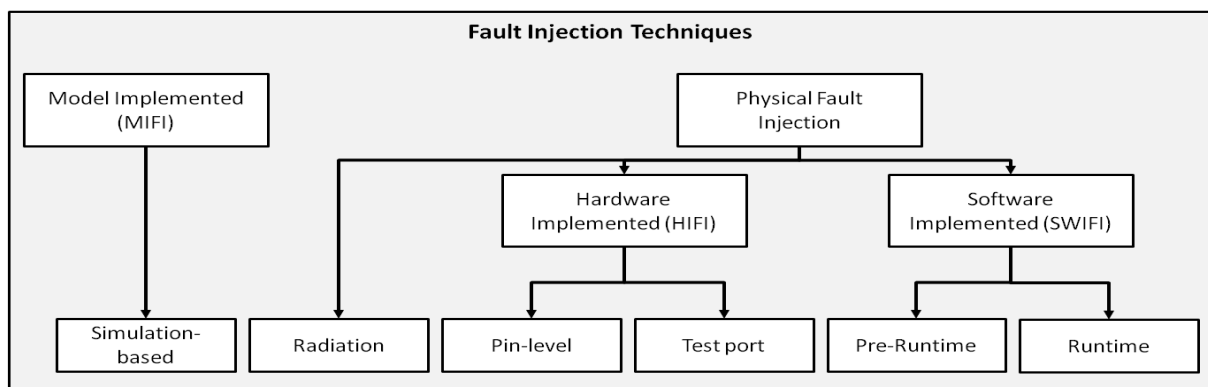 Fault Injection Techniques
Model Implemented
(MIFI)
Physical Fault
Injection
Hardware
Implemented (HIFI)
Software
Implemented (SWIFI)
Simulation-
based
Radiation
Pin-level
Test port
Pre-Runtime
Runtime